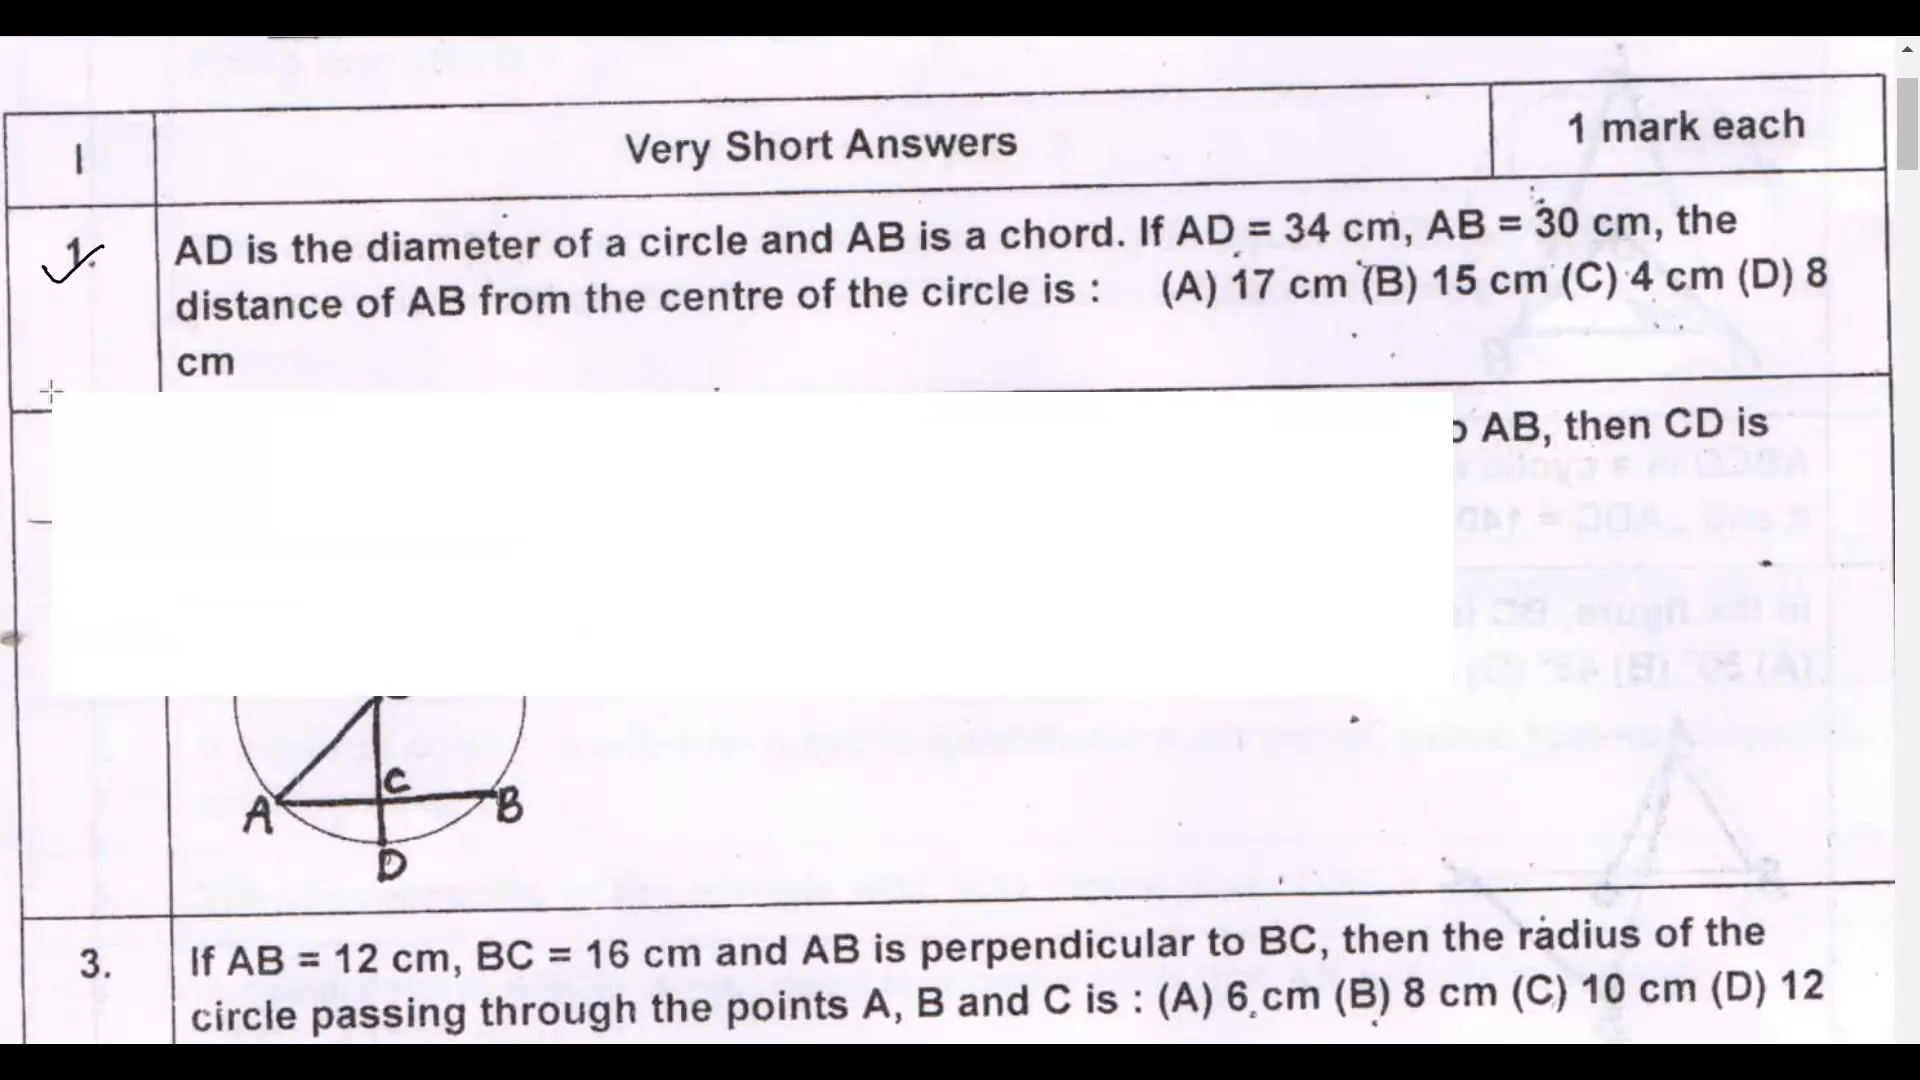 I Very Short Answers 1 mark each
1. AD is the diameter of a circle and AB is a chord. If AD = 34 cm, AB = 30 cm, the
distance of AB from the centre of the circle is : (A) 17 cm (B) 15 cm (C) 4 cm (D) 8
cm
AB, then CD is
C
A B
D
3. If AB = 12 cm, BC = 16 cm and AB is perpendicular to BC, then the radius of the
circle passing through the points A, B and C is : (A) 6 cm (B) 8 cm (C) 10 cm (D) 12